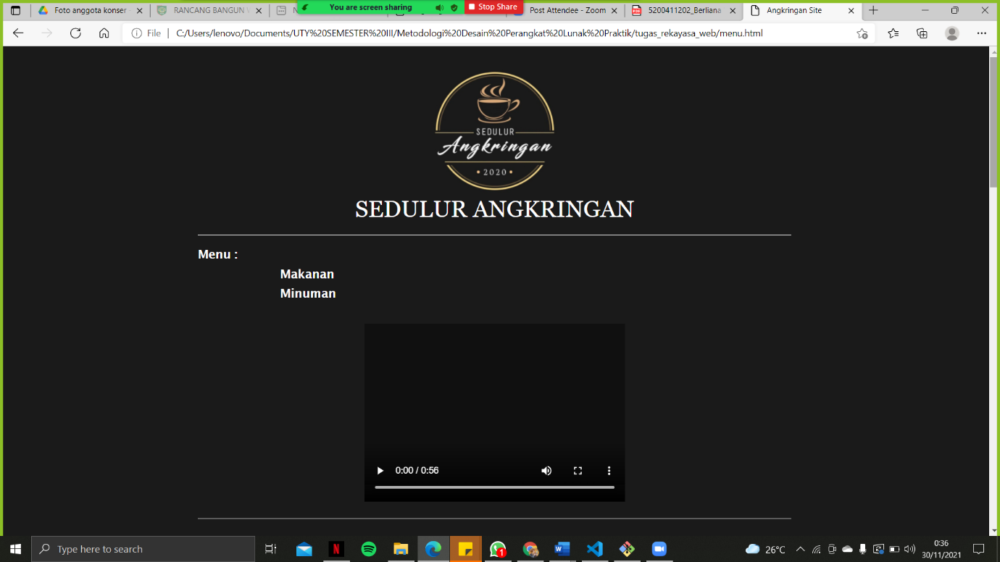 Foto anggota konser
RANCANG BANGUN W
You are screen sharing
Stop Share
Post Attendee - Zoom
5200411202_Berliana
Angkringan Site
File
C:/Users/lenovo/Documents/UTY%20SEMESTER%20III/Metodologi%20Desain%20Perangkat%20Lunak%20Praktik/tugas_rekayasa_web/menu.html
SEDULUR
Angkringan
• 2020 •
SEDULUR ANGKRINGAN
Menu :
Makanan
Minuman
0:00 / 0:56
Type here to search
1
26°C
0:36
30/11/2021